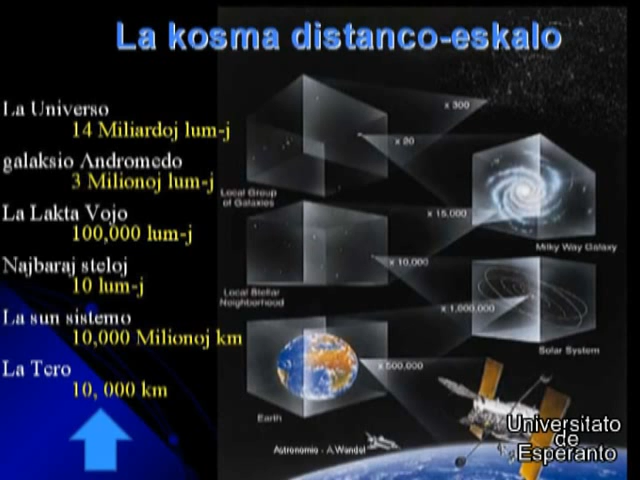 La kosma distanco-eskalo
La Universo
14 Miliardoj lum-j
galaksio Andromedo
3 Milionoj lum-j
La Lakta Vojo
100,000 lum-j
Najbaraj steloj
10 lum-j
La sun sistemo
10,000 Milionoj km
La Tero
10, 000 km
x 300
x 20
Local Group
of Galaxies
x 15,000
Milky Way Galaxy
x 10,000
Local Stellar
Neighborhood
x 1,000,000
Solar System
x 500,000
Earth
Astronomio - A.Wandel
Universitato
de
Esperanto